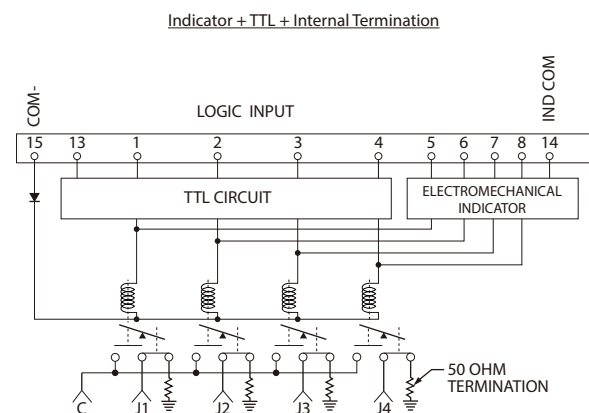 Indicator + TTL + Internal Termination
COM-
LOGIC INPUT
IND COM
15 13 1 2 3 4 5 6 7 8 14
TTL CIRCUIT
ELECTROMECHANICAL
INDICATOR
50 OHM
TERMINATION
C J1 J2 J3 J4